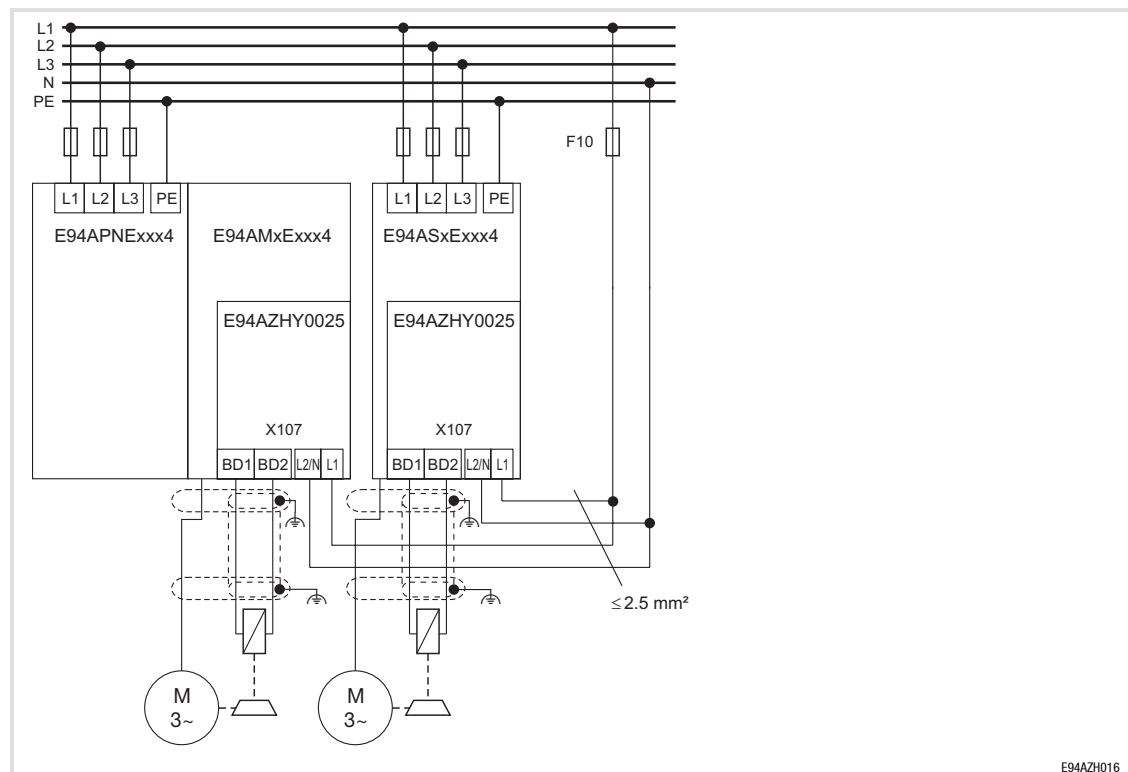 L1
L2
L3
N
PE
F10
L1 L2 L3 PE
L1 L2 L3 PE
E94APNExxx4
E94AMxExxx4
E94ASxExxx4
E94AZHY0025
E94AZHY0025
X107
X107
BD1 BD2 L2/N L1
BD1 BD2 L2/N L1
≤2.5 mm²
M
3~
M
3~
E94AZH016